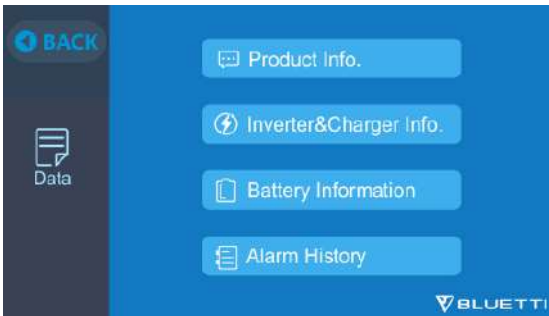 BACK
Data
Product Info.
Inverter&Charger Info.
Battery Information
Alarm History
BLUETTI